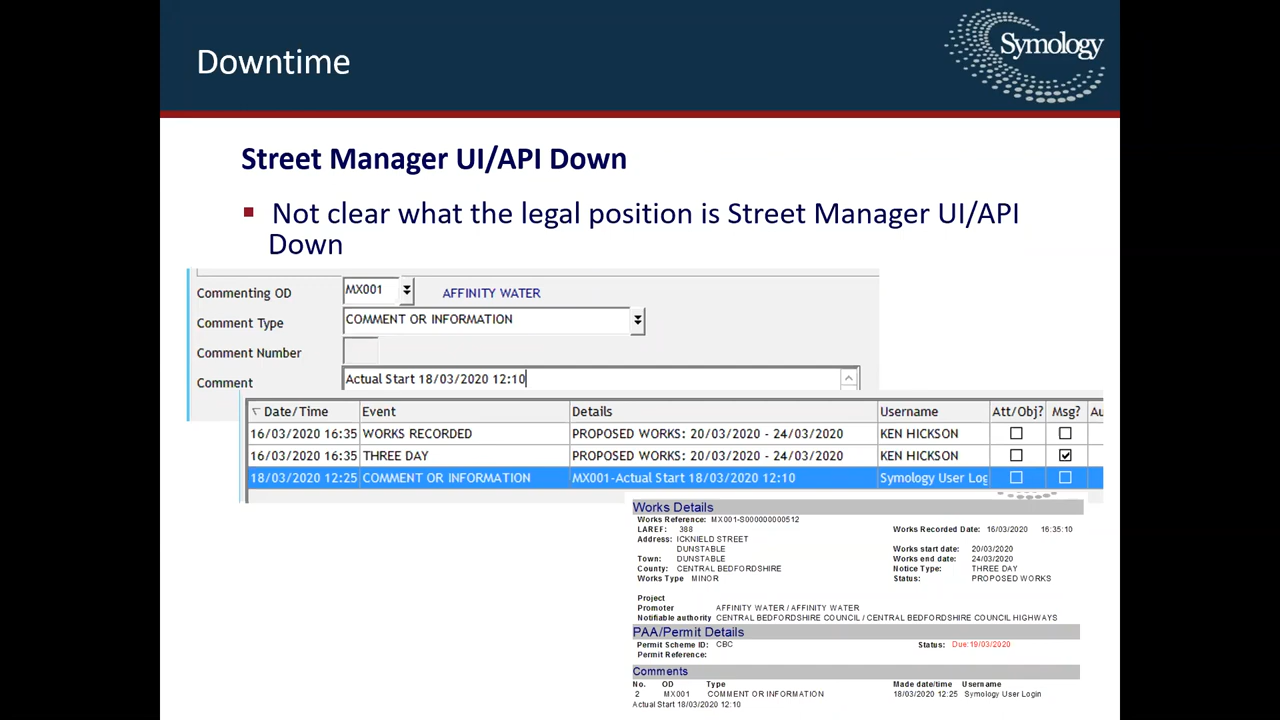 Downtime
Symology
Street Manager UI/API Down
Not clear what the legal position is Street Manager UI/API
Down
Commenting OD MX001 AFFINITY WATER
Comment Type COMMENT OR INFORMATION
Comment Number
Comment Actual Start 18/03/2020 12:10
Date/Time Event Details Username Att/Obj? Msg? Au
16/03/2020 16:35 WORKS RECORDED PROPOSED WORKS: 20/03/2020 - 24/03/2020 KEN HICKSON
16/03/2020 16:35 THREE DAY PROPOSED WORKS: 20/03/2020 - 24/03/2020 KEN HICKSON
18/03/2020 12:25 COMMENT OR INFORMATION MX001-Actual Start 18/03/2020 12:10 Symology User Log
Works Details
Works Reference: MX001-S000000000512
LAREF: 388 Works Recorded Date: 16/03/2020 16:35:10
Address: ICKNIELD STREET
DUNSTABLE Works start date: 20/03/2020
Town: DUNSTABLE Works end date: 24/03/2020
County: CENTRAL BEDFORDSHIRE Notice Type: THREE DAY
Works Type MINOR Status: PROPOSED WORKS
Project
Promoter AFFINITY WATER / AFFINITY WATER
Notifiable authority CENTRAL BEDFORDSHIRE COUNCIL / CENTRAL BEDFORDSHIRE COUNCIL HIGHWAYS
PAA/Permit Details
Permit Scheme ID: CBC Status: Due:19/03/2020
Permit Reference:
Comments
No. OD Type Made date/time Username
2 MX001 COMMENT OR INFORMATION 18/03/2020 12:25 Symology User Login
Actual Start 18/03/2020 12:10